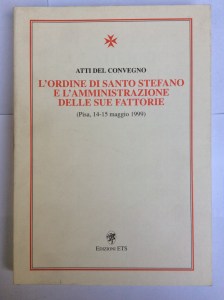 ATTI DEL CONVEGNO
L'ORDINE DI SANTO STEFANO
E L'AMMINISTRAZIONE
DELLE SUE FATTORIE
(Pisa, 14-15 maggio 1999)
Edizioni ETS